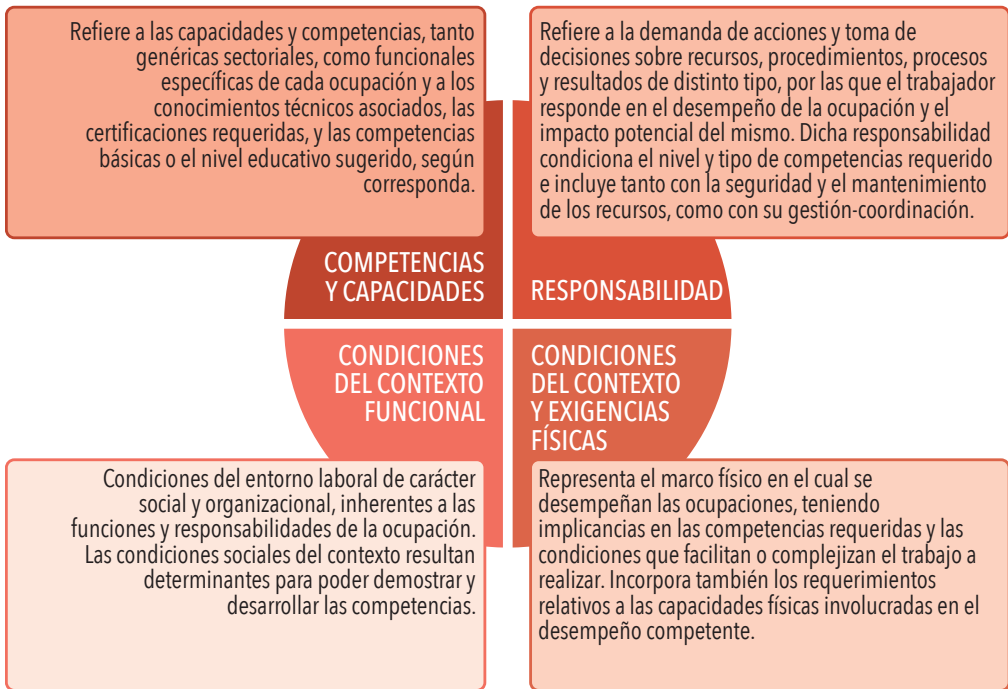 Refiere a las capacidades y competencias, tanto
genéricas sectoriales, como funcionales
específicas de cada ocupación y a los
conocimientos técnicos asociados, las
certificaciones requeridas, y las competencias
básicas o el nivel educativo sugerido, según
corresponda.
Refiere a la demanda de acciones y toma de
decisiones sobre recursos, procedimientos, procesos
y resultados de distinto tipo, por las que el trabajador
responde en el desempeño de la ocupación y el
impacto potencial del mismo. Dicha responsabilidad
condiciona el nivel y tipo de competencias requerido
e incluye tanto con la seguridad y el mantenimiento
de los recursos, como con su gestión-coordinación.
COMPETENCIAS
Y CAPACIDADES
RESPONSABILIDAD
CONDICIONES
DEL CONTEXTO
FUNCIONAL
CONDICIONES
DEL CONTEXTO
Y EXIGENCIAS
FÍSICAS
Condiciones del entorno laboral de carácter
social y organizacional, inherentes a las
funciones y responsabilidades de la ocupación.
Las condiciones sociales del contexto resultan
determinantes para poder demostrar y
desarrollar las competencias.
Representa el marco físico en el cual se
desempeñan las ocupaciones, teniendo
implicancias en las competencias requeridas y las
condiciones que facilitan o complejizan el trabajo a
realizar. Incorpora también los requerimientos
relativos a las capacidades físicas involucradas en el
desempeño competente.